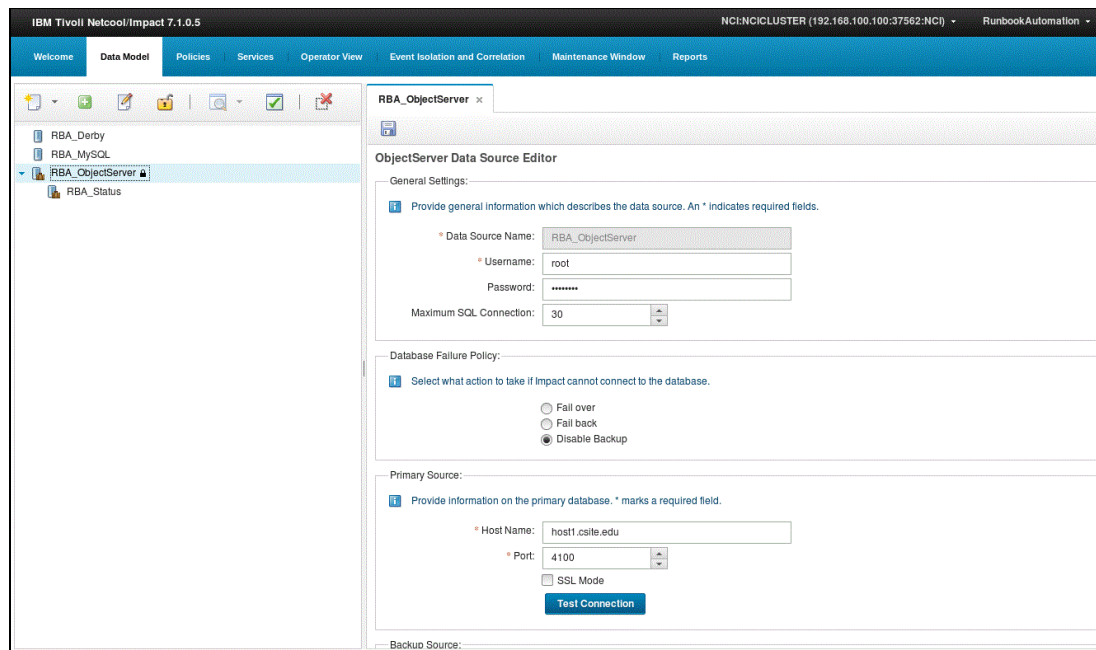 IBM Tivoli Netcool/Impact 7.1.0.5 NCI:NCICLUSTER (192.168.100.100:37562:NCI) RunbookAutomation
Welcome Data Model Policies Services Operator View Event Isolation and Correlation Maintenance Window Reports
RBA_ObjectServer
RBA_Derby
RBA_MySQL
RBA_ObjectServer
RBA_Status
ObjectServer Data Source Editor
General Settings:
Provide general information which describes the data source. An * indicates required fields.
* Data Source Name: RBA_ObjectServer
* Username: root
Password: ••••••••
Maximum SQL Connection: 30
Database Failure Policy:
Select what action to take if Impact cannot connect to the database.
Fail over
Fail back
Disable Backup
Primary Source:
Provide information on the primary database. * marks a required field.
* Host Name: host1.csite.edu
* Port: 4100
SSL Mode
Test Connection
Backup Source: